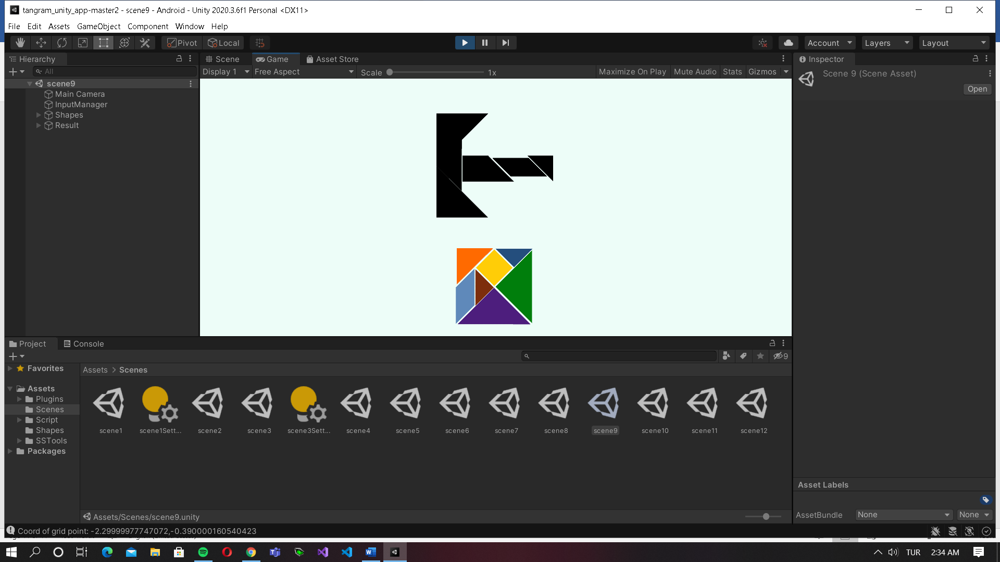 tangram_unity_app-master2 - scene9 - Android - Unity 2020.3.6f1 Personal <DX11>
File Edit Assets GameObject Component Window Help
Pivot Local Account Layers Layout
Hierarchy Scene Game Asset Store Inspector
All Display 1 Free Aspect Scale 1x Maximize On Play Mute Audio Stats Gizmos
Scene 9 (Scene Asset)
Open
scene9
Main Camera
InputManager
Shapes
Result
Project Console
9
Favorites Assets > Scenes
Assets
Plugins
Scenes
Script
Shapes
SSTools
Packages
scene1 scene1Sett... scene2 scene3 scene3Sett... scene4 scene5 scene6 scene7 scene8 scene9 scene10 scene11 scene12
Asset Labels
AssetBundle None None
Assets/Scenes/scene9.unity
Coord of grid point: -2.29999977747072,-0.390000160540423
TUR 2:34 AM